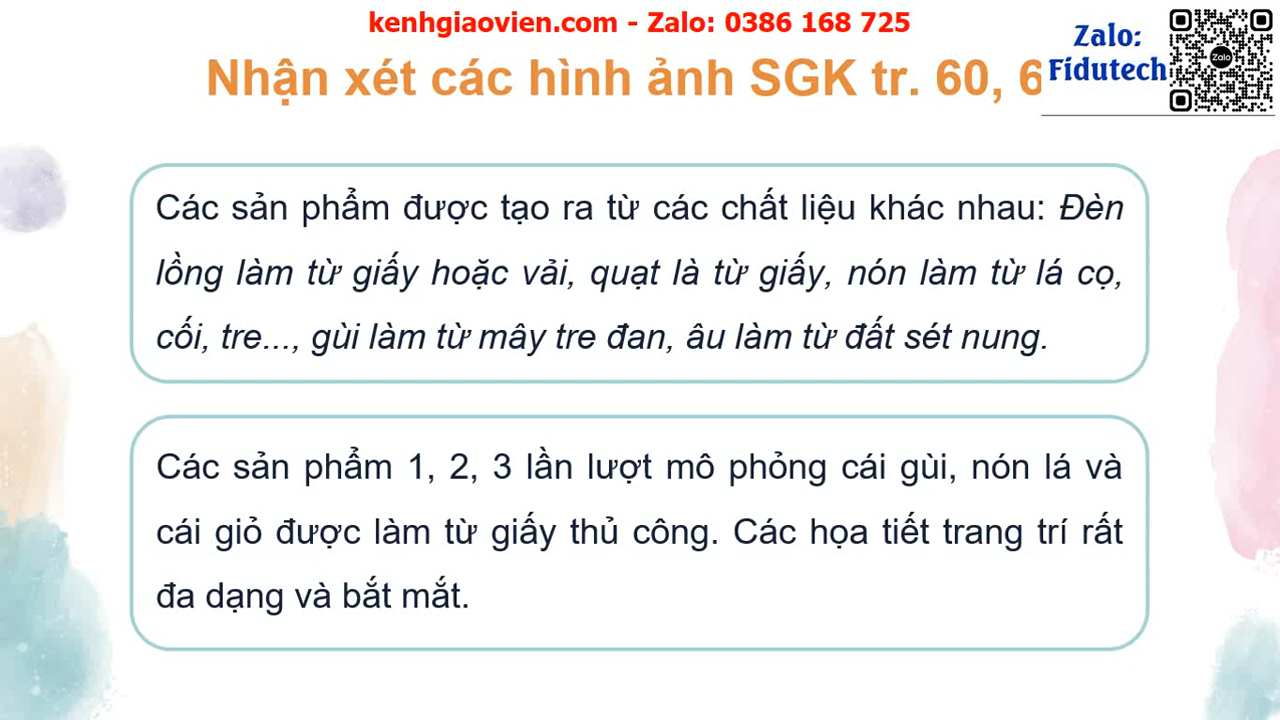 kenhgiaovien.com - Zalo: 0386 168 725
Zalo:
Fidutech
Zalo
Nhận xét các hình ảnh SGK tr. 60, 6
Các sản phẩm được tạo ra từ các chất liệu khác nhau: Đèn
lồng làm từ giấy hoặc vải, quạt là từ giấy, nón làm từ lá cọ,
cối, tre..., gùi làm từ mây tre đan, âu làm từ đất sét nung.
Các sản phẩm 1, 2, 3 lần lượt mô phỏng cái gùi, nón lá và
cái giỏ được làm từ giấy thủ công. Các họa tiết trang trí rất
đa dạng và bắt mắt.